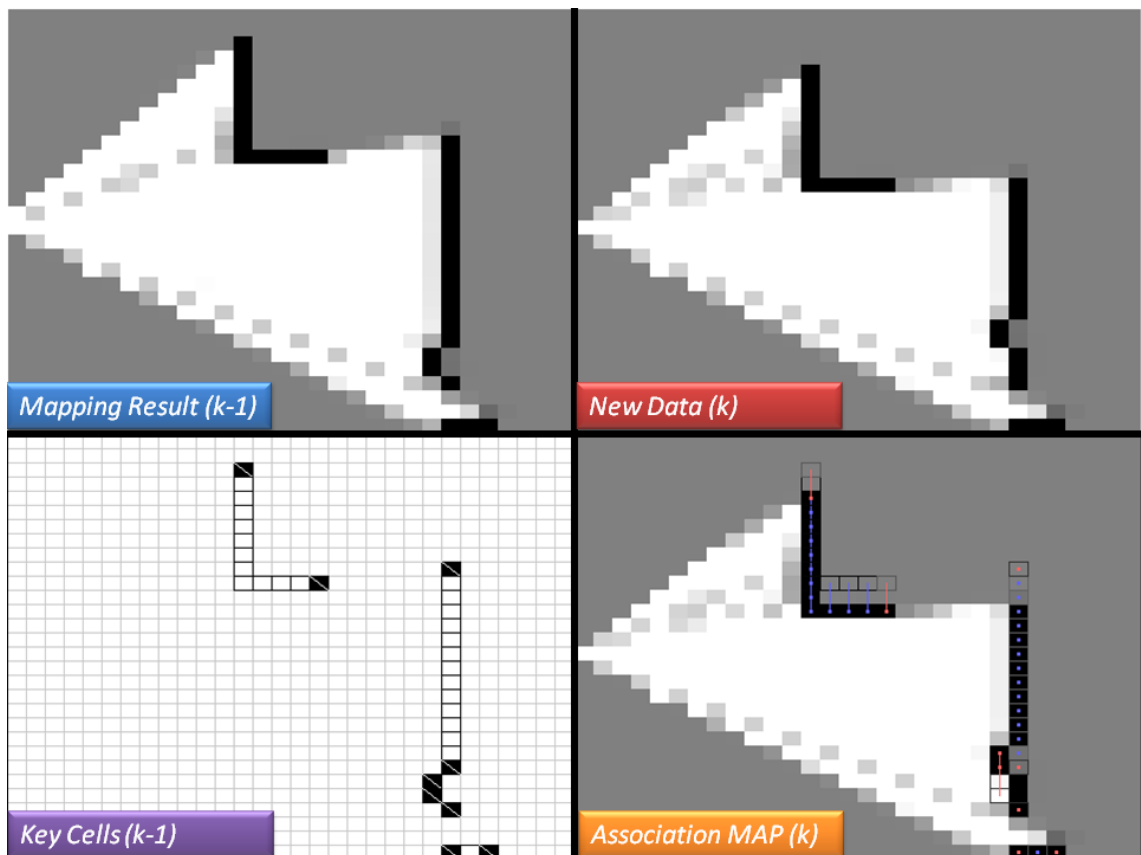 Mapping Result (k-1)
New Data (k)
Key Cells (k-1)
Association MAP (k)